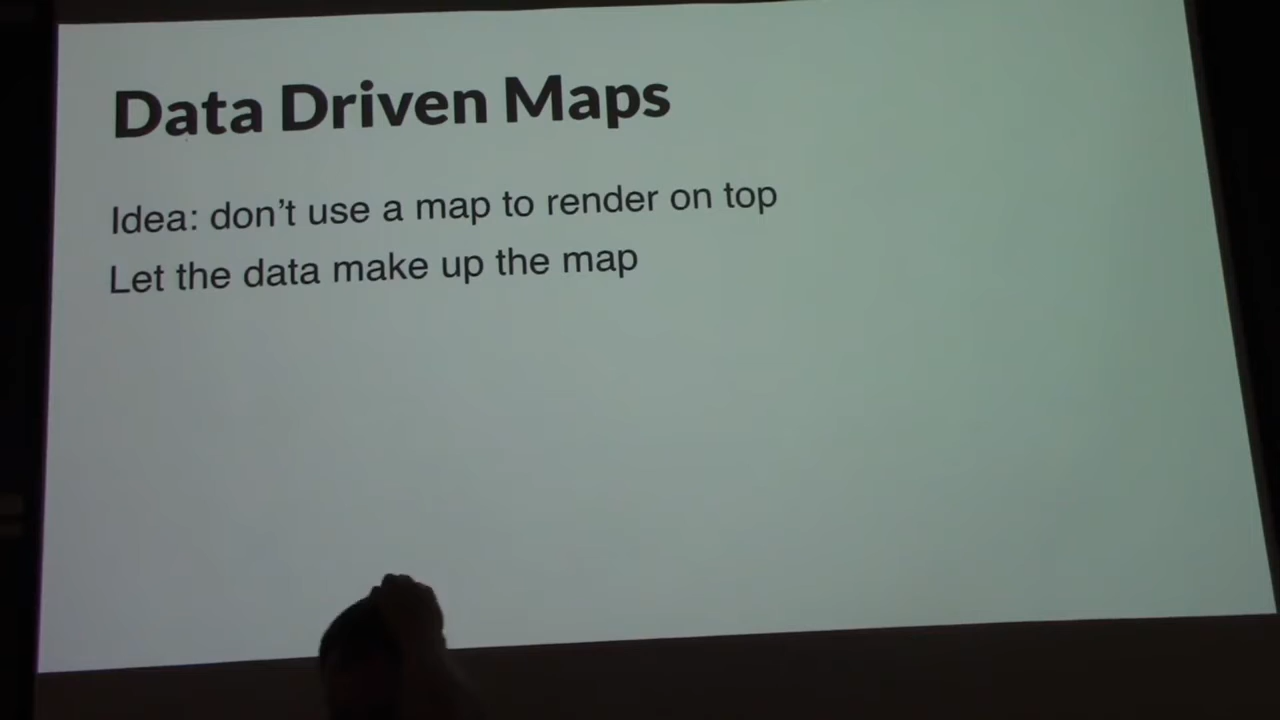 Data Driven Maps
Idea: don’t use a map to render on top
Let the data make up the map